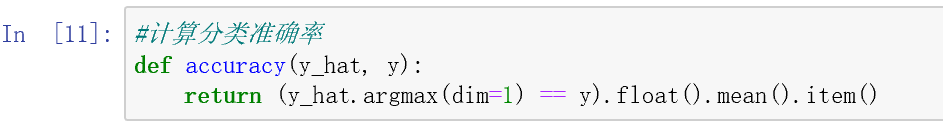 In [11]: #计算分类准确率
def accuracy(y_hat, y):
    return (y_hat.argmax(dim=1) == y).float().mean().item()